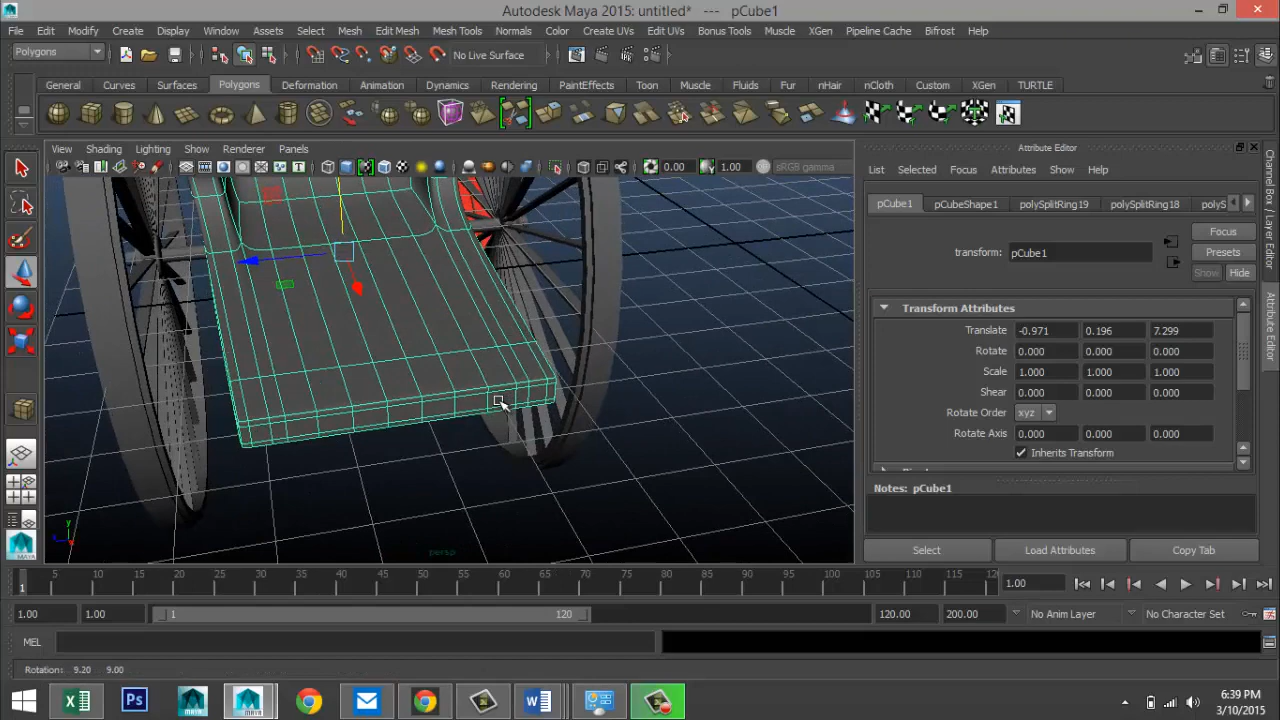 Autodesk Maya 2015: untitled* --- pCube1
File Edit Modify Create Display Window Assets Select Mesh Edit Mesh Mesh Tools Normals Color Create UVs Edit UVs Bonus Tools Muscle XGen Pipeline Cache Bifrost Help
Polygons No Live Surface
General Curves Surfaces Polygons Deformation Animation Dynamics Rendering PaintEffects Toon Muscle Fluids Fur nHair nCloth Custom XGen TURTLE
View Shading Lighting Show Renderer Panels
0.00 1.00 sRGB gamma
Attribute Editor
List Selected Focus Attributes Show Help
pCube1 pCubeShape1 polySplitRing19 polySplitRing18 polyS
Focus
transform: pCube1
Presets
Show Hide
Transform Attributes
Translate -0.971 0.196 7.299
Rotate 0.000 0.000 0.000
Scale 1.000 1.000 1.000
Shear 0.000 0.000 0.000
Rotate Order xyz
Rotate Axis 0.000 0.000 0.000
Inherits Transform
Notes: pCube1
Select Load Attributes Copy Tab
Channel Box / Layer Editor
Attribute Editor
y
z
persp
1 5 10 15 20 25 30 35 40 45 50 55 60 65 70 75 80 85 90 95 100 105 110 115 120
1.00
1.00 1.00 1 120 120.00 200.00 No Anim Layer No Character Set
MEL
Rotation: 9.20 9.00
6:39 PM
3/10/2015